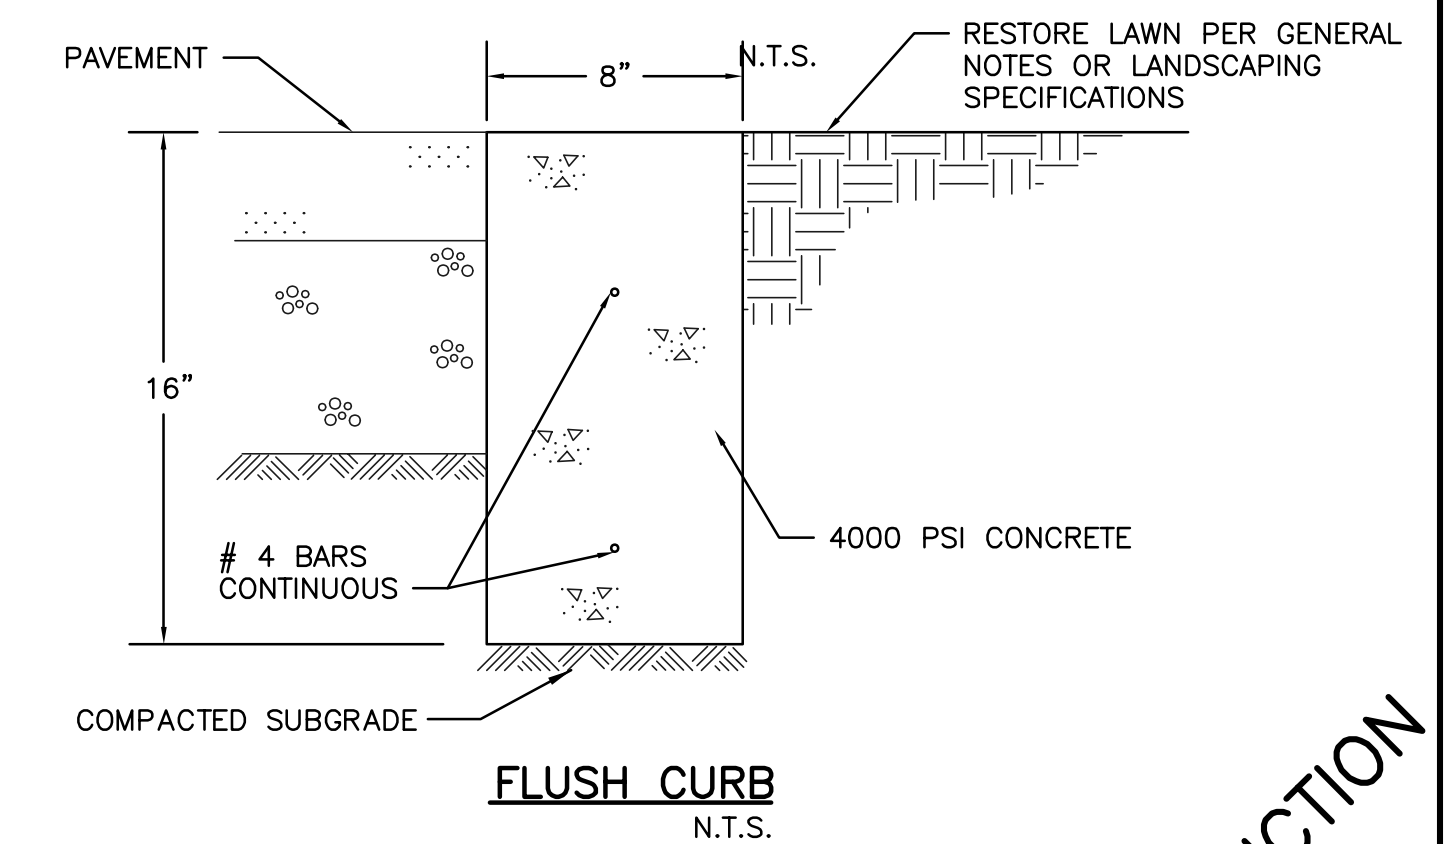 PAVEMENT
8”
N.T.S.
RESTORE LAWN PER GENERAL
NOTES OR LANDSCAPING
SPECIFICATIONS
16”
# 4 BARS
CONTINUOUS
4000 PSI CONCRETE
COMPACTED SUBGRADE
FLUSH CURB
N.T.S.